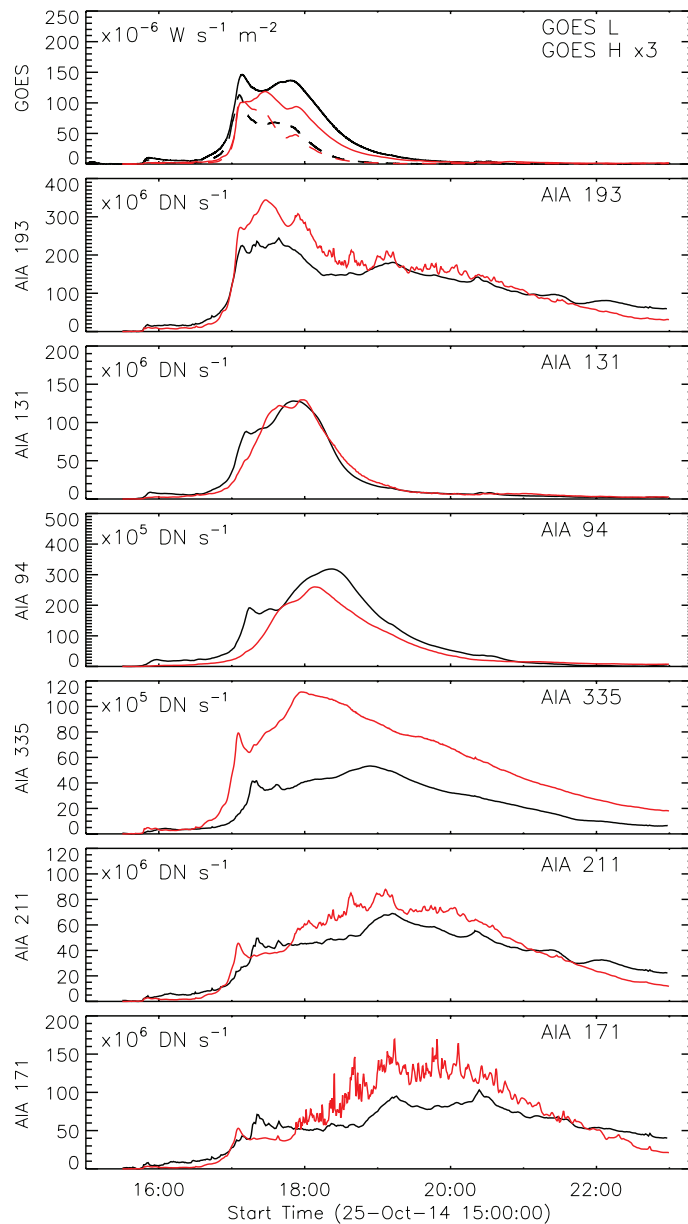 250
200
150
100
50
0
GOES
x10⁻⁶ W s⁻¹ m⁻²
GOES L
GOES H x3
400
300
200
100
0
AIA 193
x10⁶ DN s⁻¹
AIA 193
200
150
100
50
0
AIA 131
x10⁶ DN s⁻¹
AIA 131
500
400
300
200
100
0
AIA 94
x10⁵ DN s⁻¹
AIA 94
120
100
80
60
40
20
0
AIA 335
x10⁵ DN s⁻¹
AIA 335
120
100
80
60
40
20
0
AIA 211
x10⁶ DN s⁻¹
AIA 211
200
150
100
50
0
AIA 171
x10⁶ DN s⁻¹
AIA 171
16:00 18:00 20:00 22:00
Start Time (25-Oct-14 15:00:00)